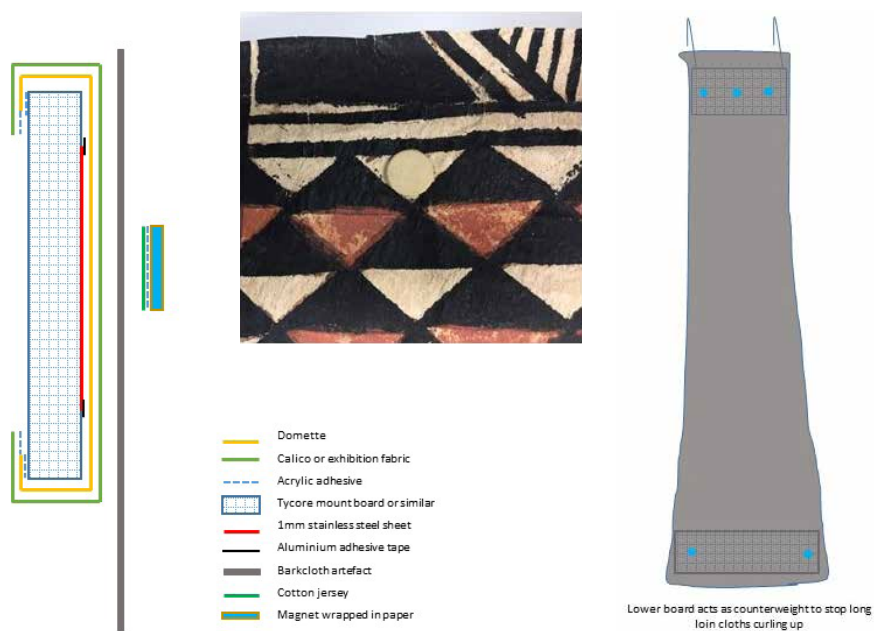 Domette
Calico or exhibition fabric
Acrylic adhesive
Tycore mount board or similar
1mm stainless steel sheet
Aluminium adhesive tape
Barkcloth artefact
Cotton jersey
Magnet wrapped in paper
Lower board acts as counterweight to stop long
loin cloths curling up